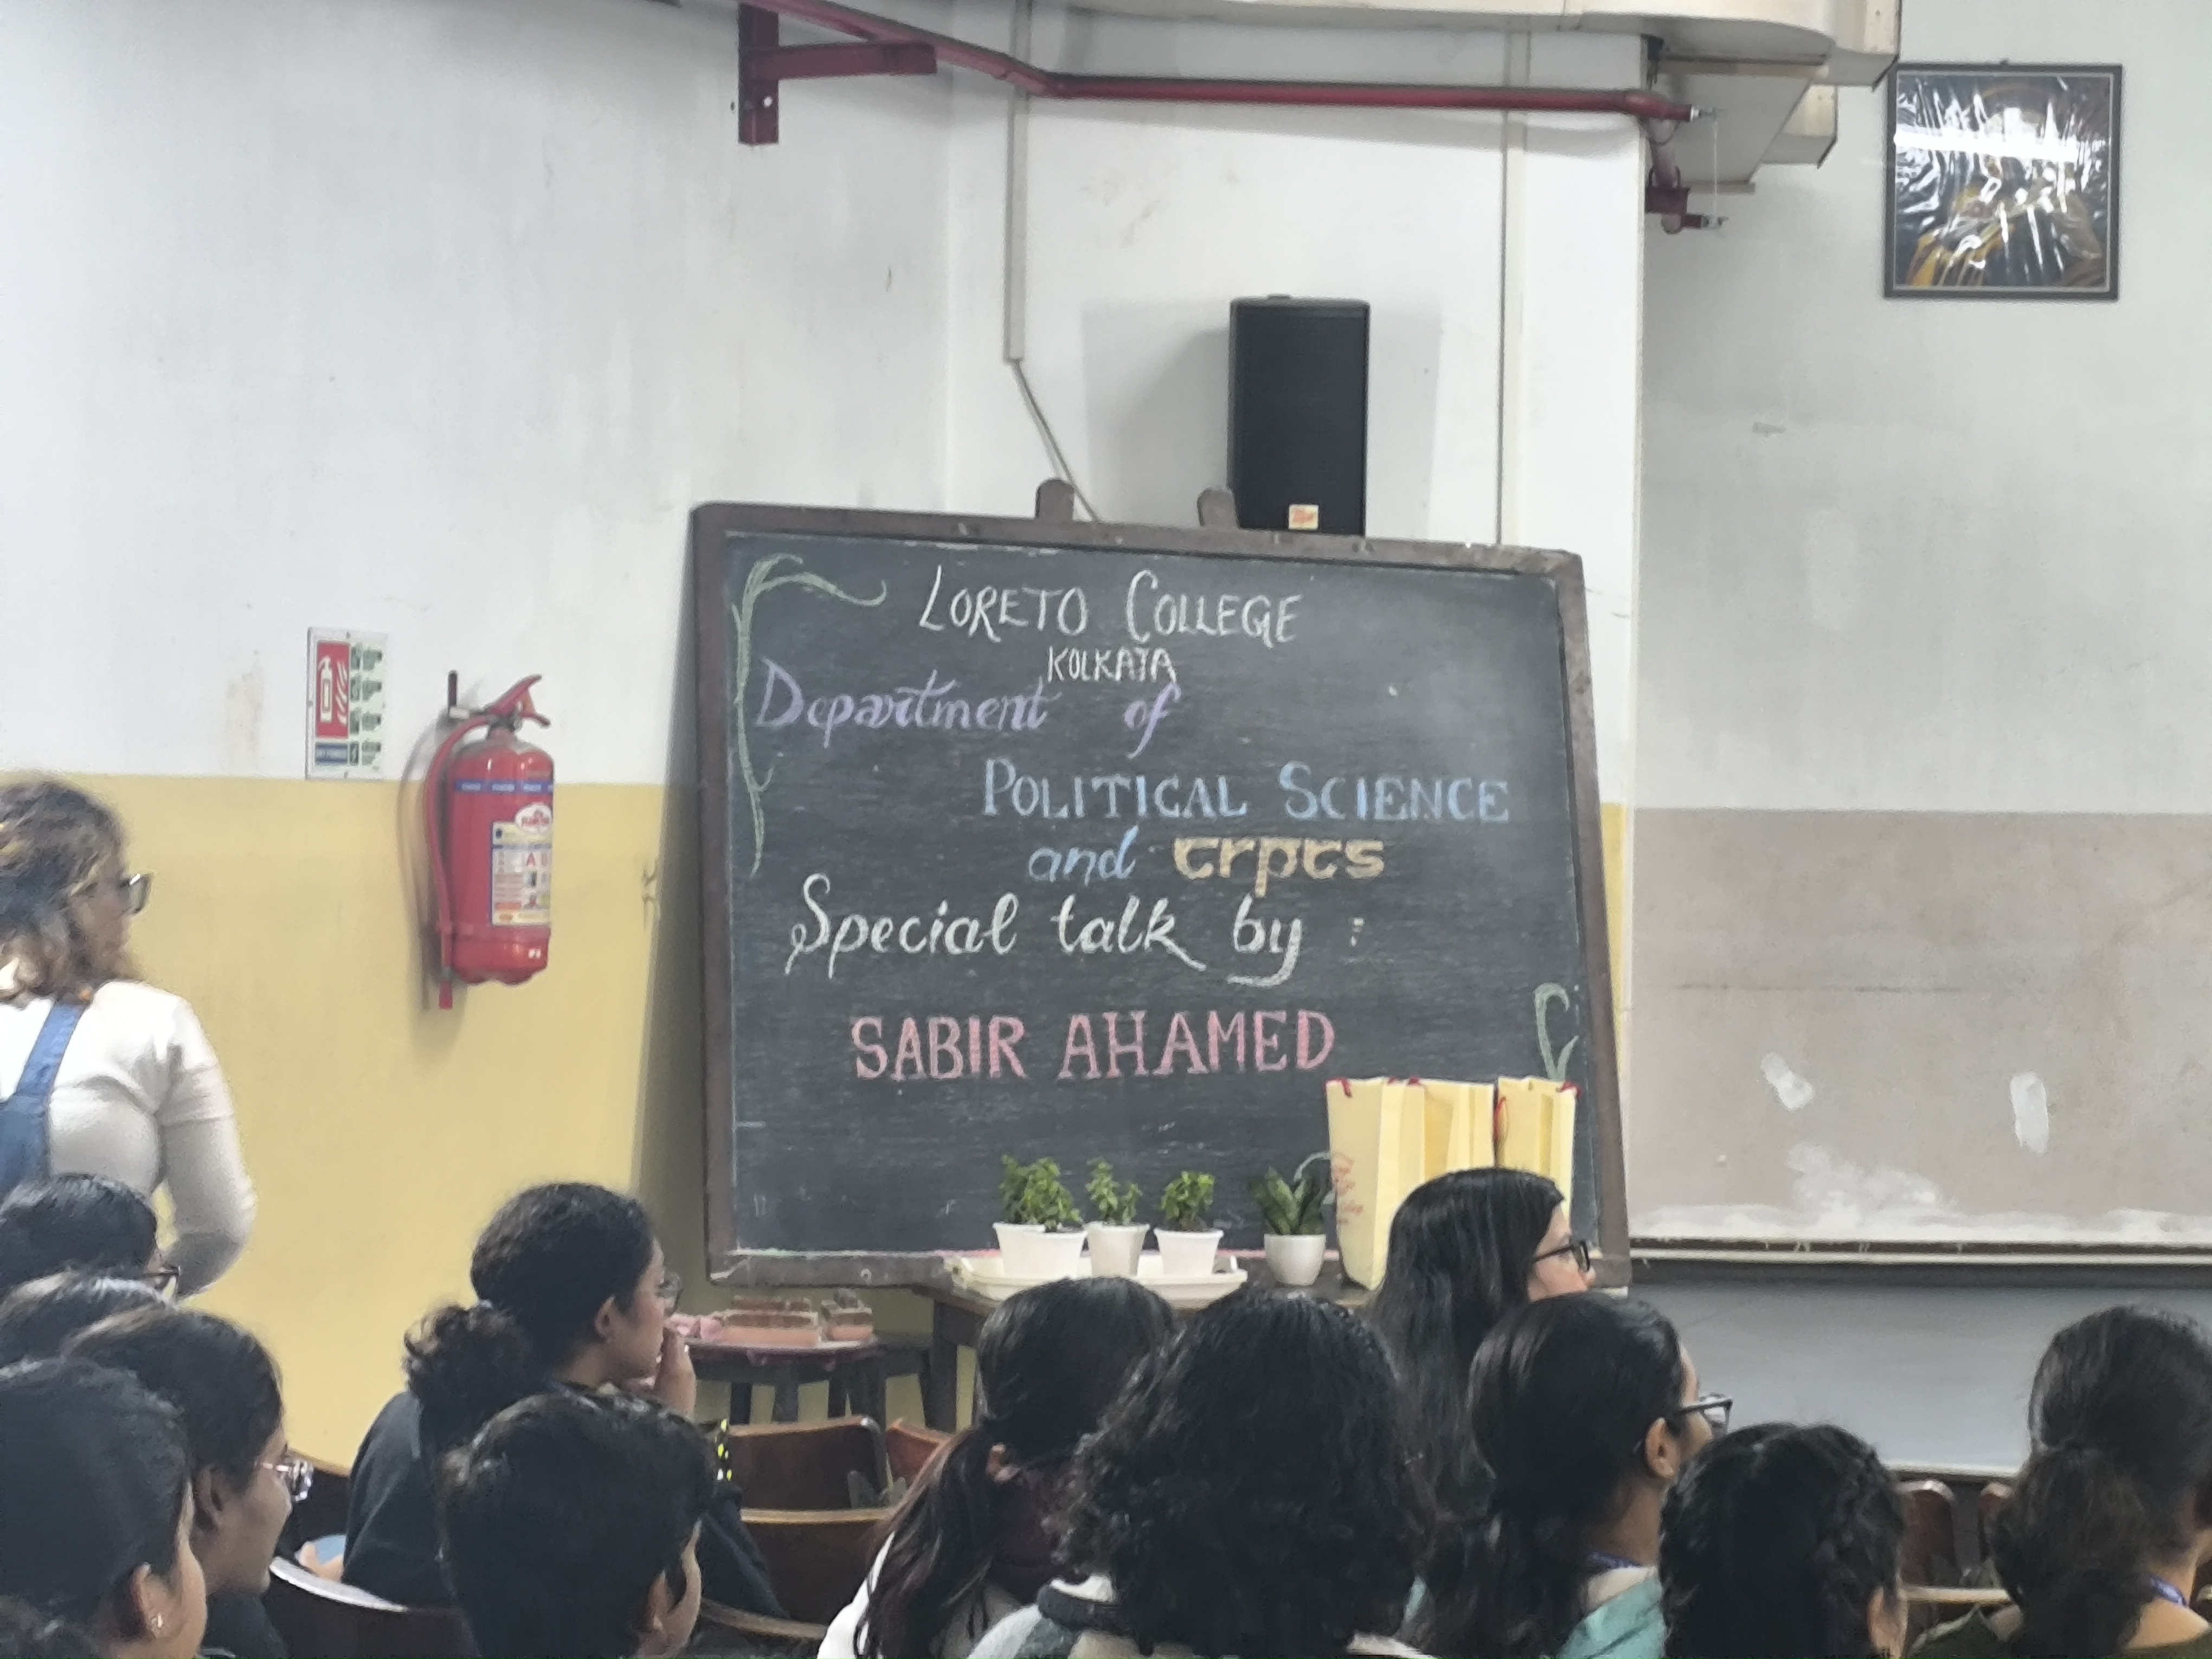 LORETO COLLEGE
KOLKATA
Department of
POLITICAL SCIENCE
and crpcs
Special talk by :
SABIR AHAMED